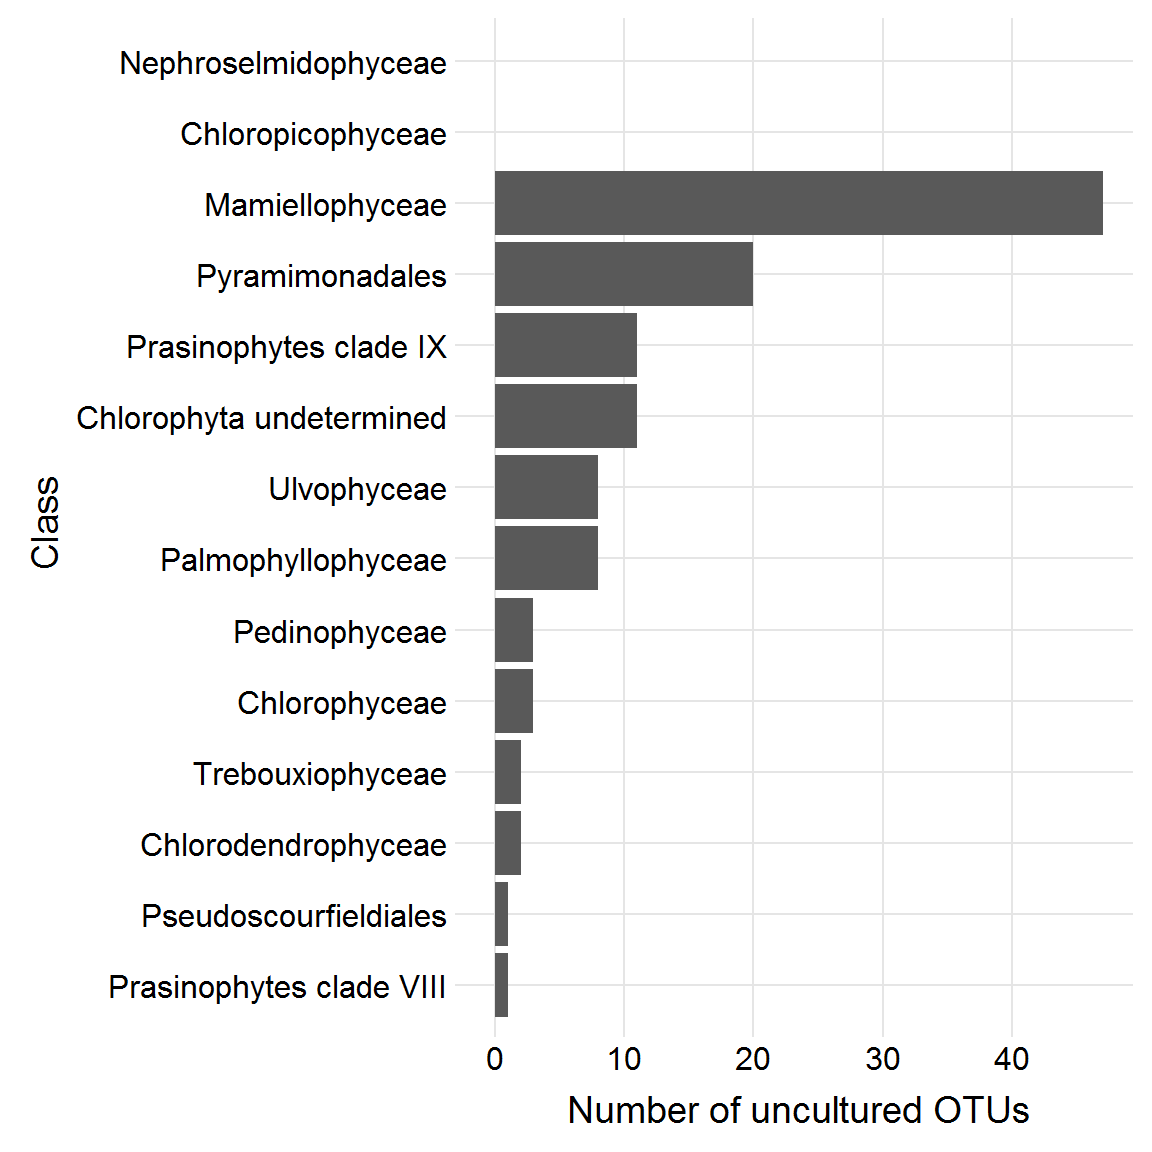 Nephroselmidophyceae
Chloropicophyceae
Mamiellophyceae
Pyramimonadales
Prasinophytes clade IX
Chlorophyta undetermined
Ulvophyceae
Palmophyllophyceae
Pedinophyceae
Chlorophyceae
Trebouxiophyceae
Chlorodendrophyceae
Pseudoscourfieldiales
Prasinophytes clade VIII
Class
0 10 20 30 40
Number of uncultured OTUs